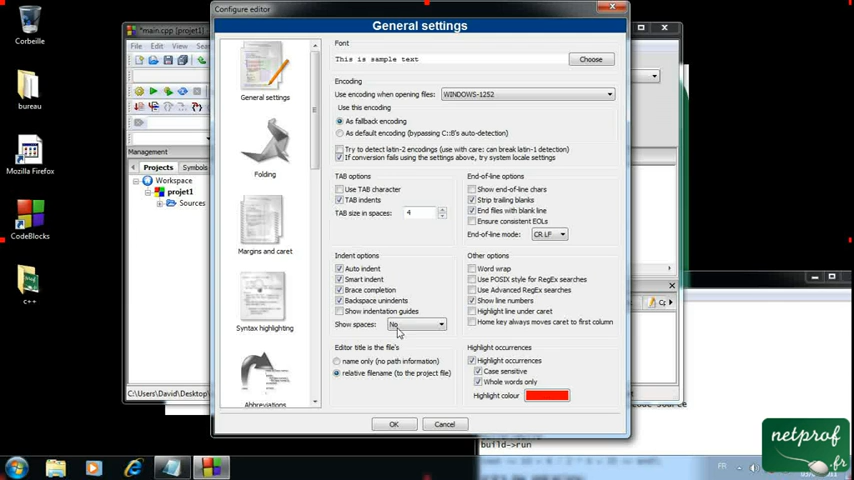 Corbeille
bureau
Mozilla Firefox
CodeBlocks
c++
*main.cpp [projet1]
File Edit View Sear
Management
Projects Symbols
Workspace
projet1
Sources
C:\Users\David\Desktop\
Configure editor
General settings
General settings
Folding
Margins and caret
Syntax highlighting
Abbreviations
Font
This is sample text
Choose
Encoding
Use encoding when opening files: WINDOWS-1252
Use this encoding
As fallback encoding
As default encoding (bypassing C::B's auto-detection)
Try to detect latin-2 encodings (use with care: can break latin-1 detection)
If conversion fails using the settings above, try system locale settings
TAB options
Use TAB character
TAB indents
TAB size in spaces: 4
End-of-line options
Show end-of-line chars
Strip trailing blanks
End files with blank line
Ensure consistent EOLs
End-of-line mode: CR LF
Indent options
Auto indent
Smart indent
Brace completion
Backspace unindents
Show indentation guides
Show spaces: No
Other options
Word wrap
Use POSIX style for RegEx searches
Use Advanced RegEx searches
Show line numbers
Highlight line under caret
Home key always moves caret to first column
Editor title is the file's
name only (no path information)
relative filename (to the project file)
Highlight occurrences
Highlight occurrences
Case sensitive
Whole words only
Highlight colour
OK
Cancel
code source
build->run
FR
netprof
.fr